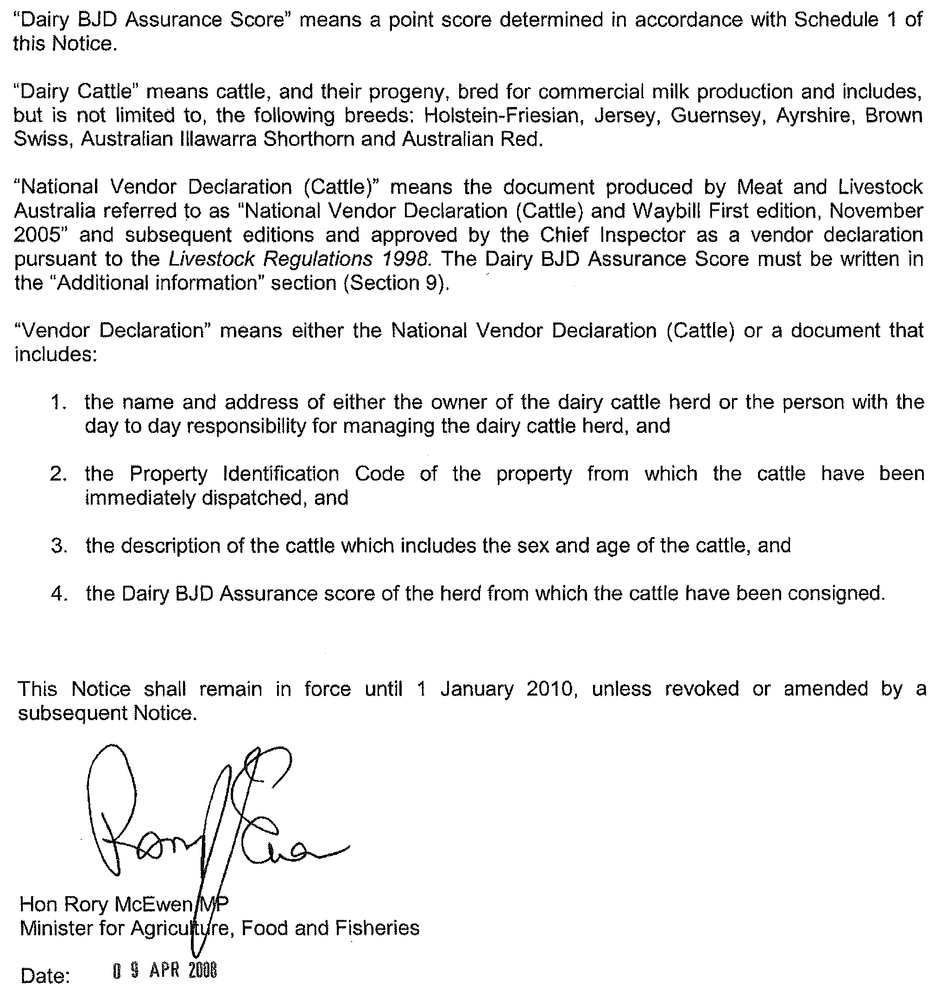 “Dairy BJD Assurance Score” means a point score determined in accordance with Schedule 1 of
this Notice.
“Dairy Cattle” means cattle, and their progeny, bred for commercial milk production and includes,
but is not limited to, the following breeds: Holstein-Friesian, Jersey, Guernsey, Ayrshire, Brown
Swiss, Australian Illawarra Shorthorn and Australian Red.
“National Vendor Declaration (Cattle)” means the document produced by Meat and Livestock
Australia referred to as “National Vendor Declaration (Cattle) and Waybill First edition, November
2005” and subsequent editions and approved by the Chief Inspector as a vendor declaration
pursuant to the Livestock Regulations 1998. The Dairy BJD Assurance Score must be written in
the “Additional information” section (Section 9).
“Vendor Declaration” means either the National Vendor Declaration (Cattle) or a document that
includes:
1. the name and address of either the owner of the dairy cattle herd or the person with the
day to day responsibility for managing the dairy cattle herd, and
2. the Property Identification Code of the property from which the cattle have been
immediately dispatched, and
3. the description of the cattle which includes the sex and age of the cattle, and
4. the Dairy BJD Assurance score of the herd from which the cattle have been consigned.
This Notice shall remain in force until 1 January 2010, unless revoked or amended by a
subsequent Notice.
Hon Rory McEwen MP
Minister for Agriculture, Food and Fisheries
Date: 09 APR 2008